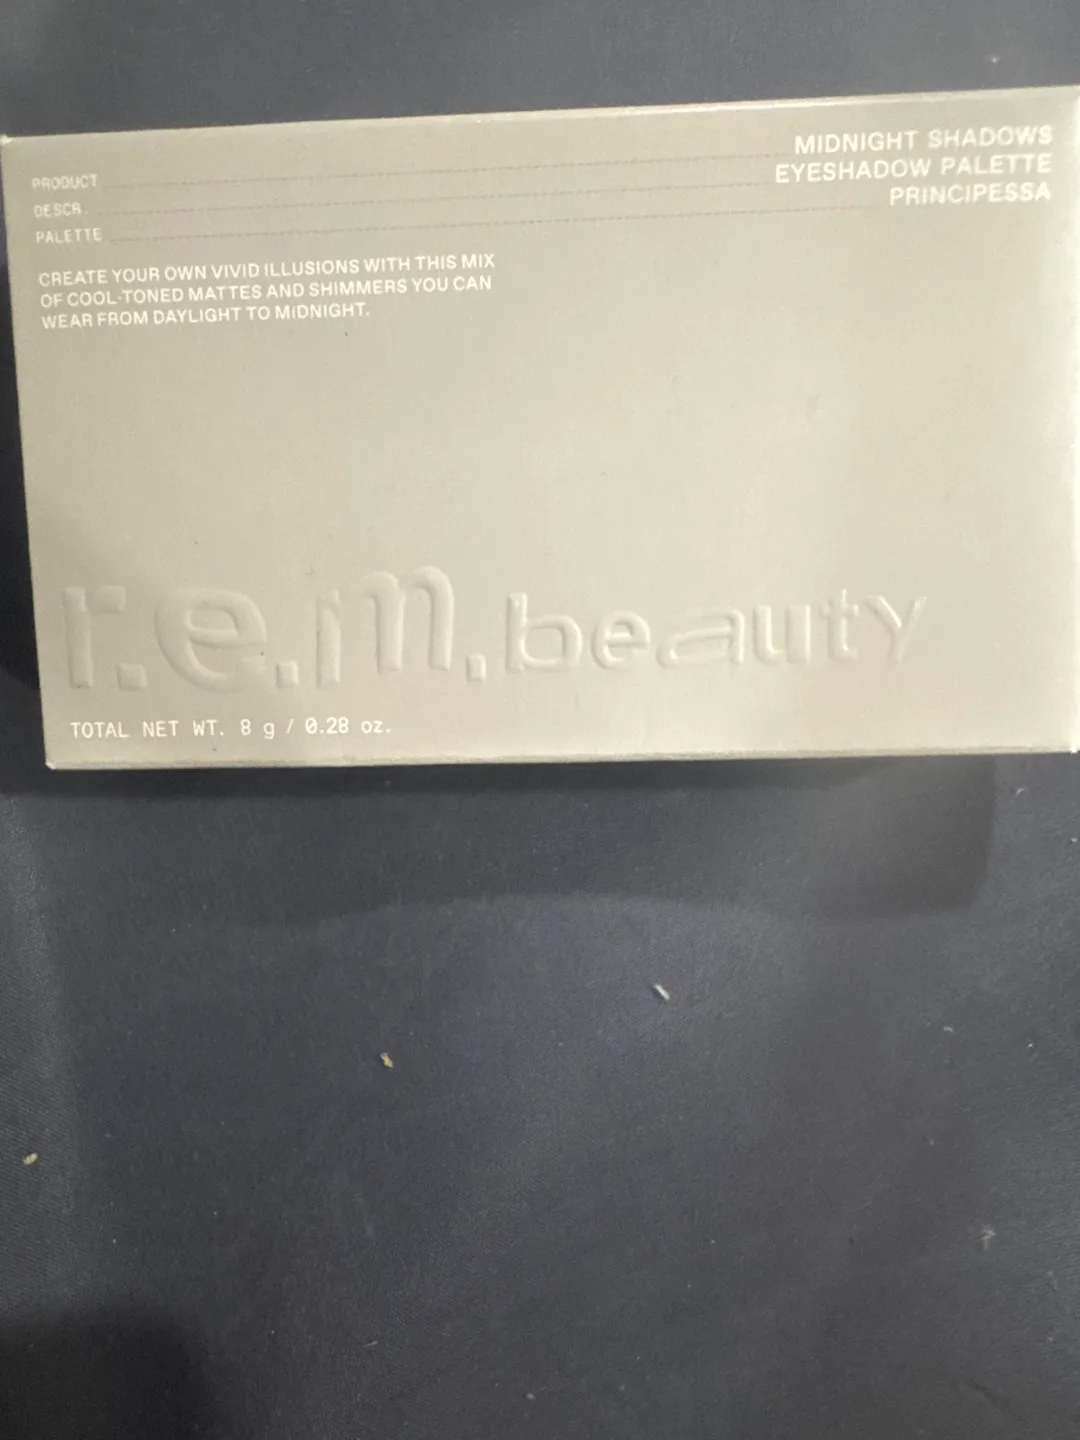 PRODUCT MIDNIGHT SHADOWS
DESCR. EYESHADOW PALETTE
PALETTE PRINCIPESSA
CREATE YOUR OWN VIVID ILLUSIONS WITH THIS MIX
OF COOL-TONED MATTES AND SHIMMERS YOU CAN
WEAR FROM DAYLIGHT TO MIDNIGHT.
r.e.m.beauty
TOTAL NET WT. 8 g / 0.28 oz.